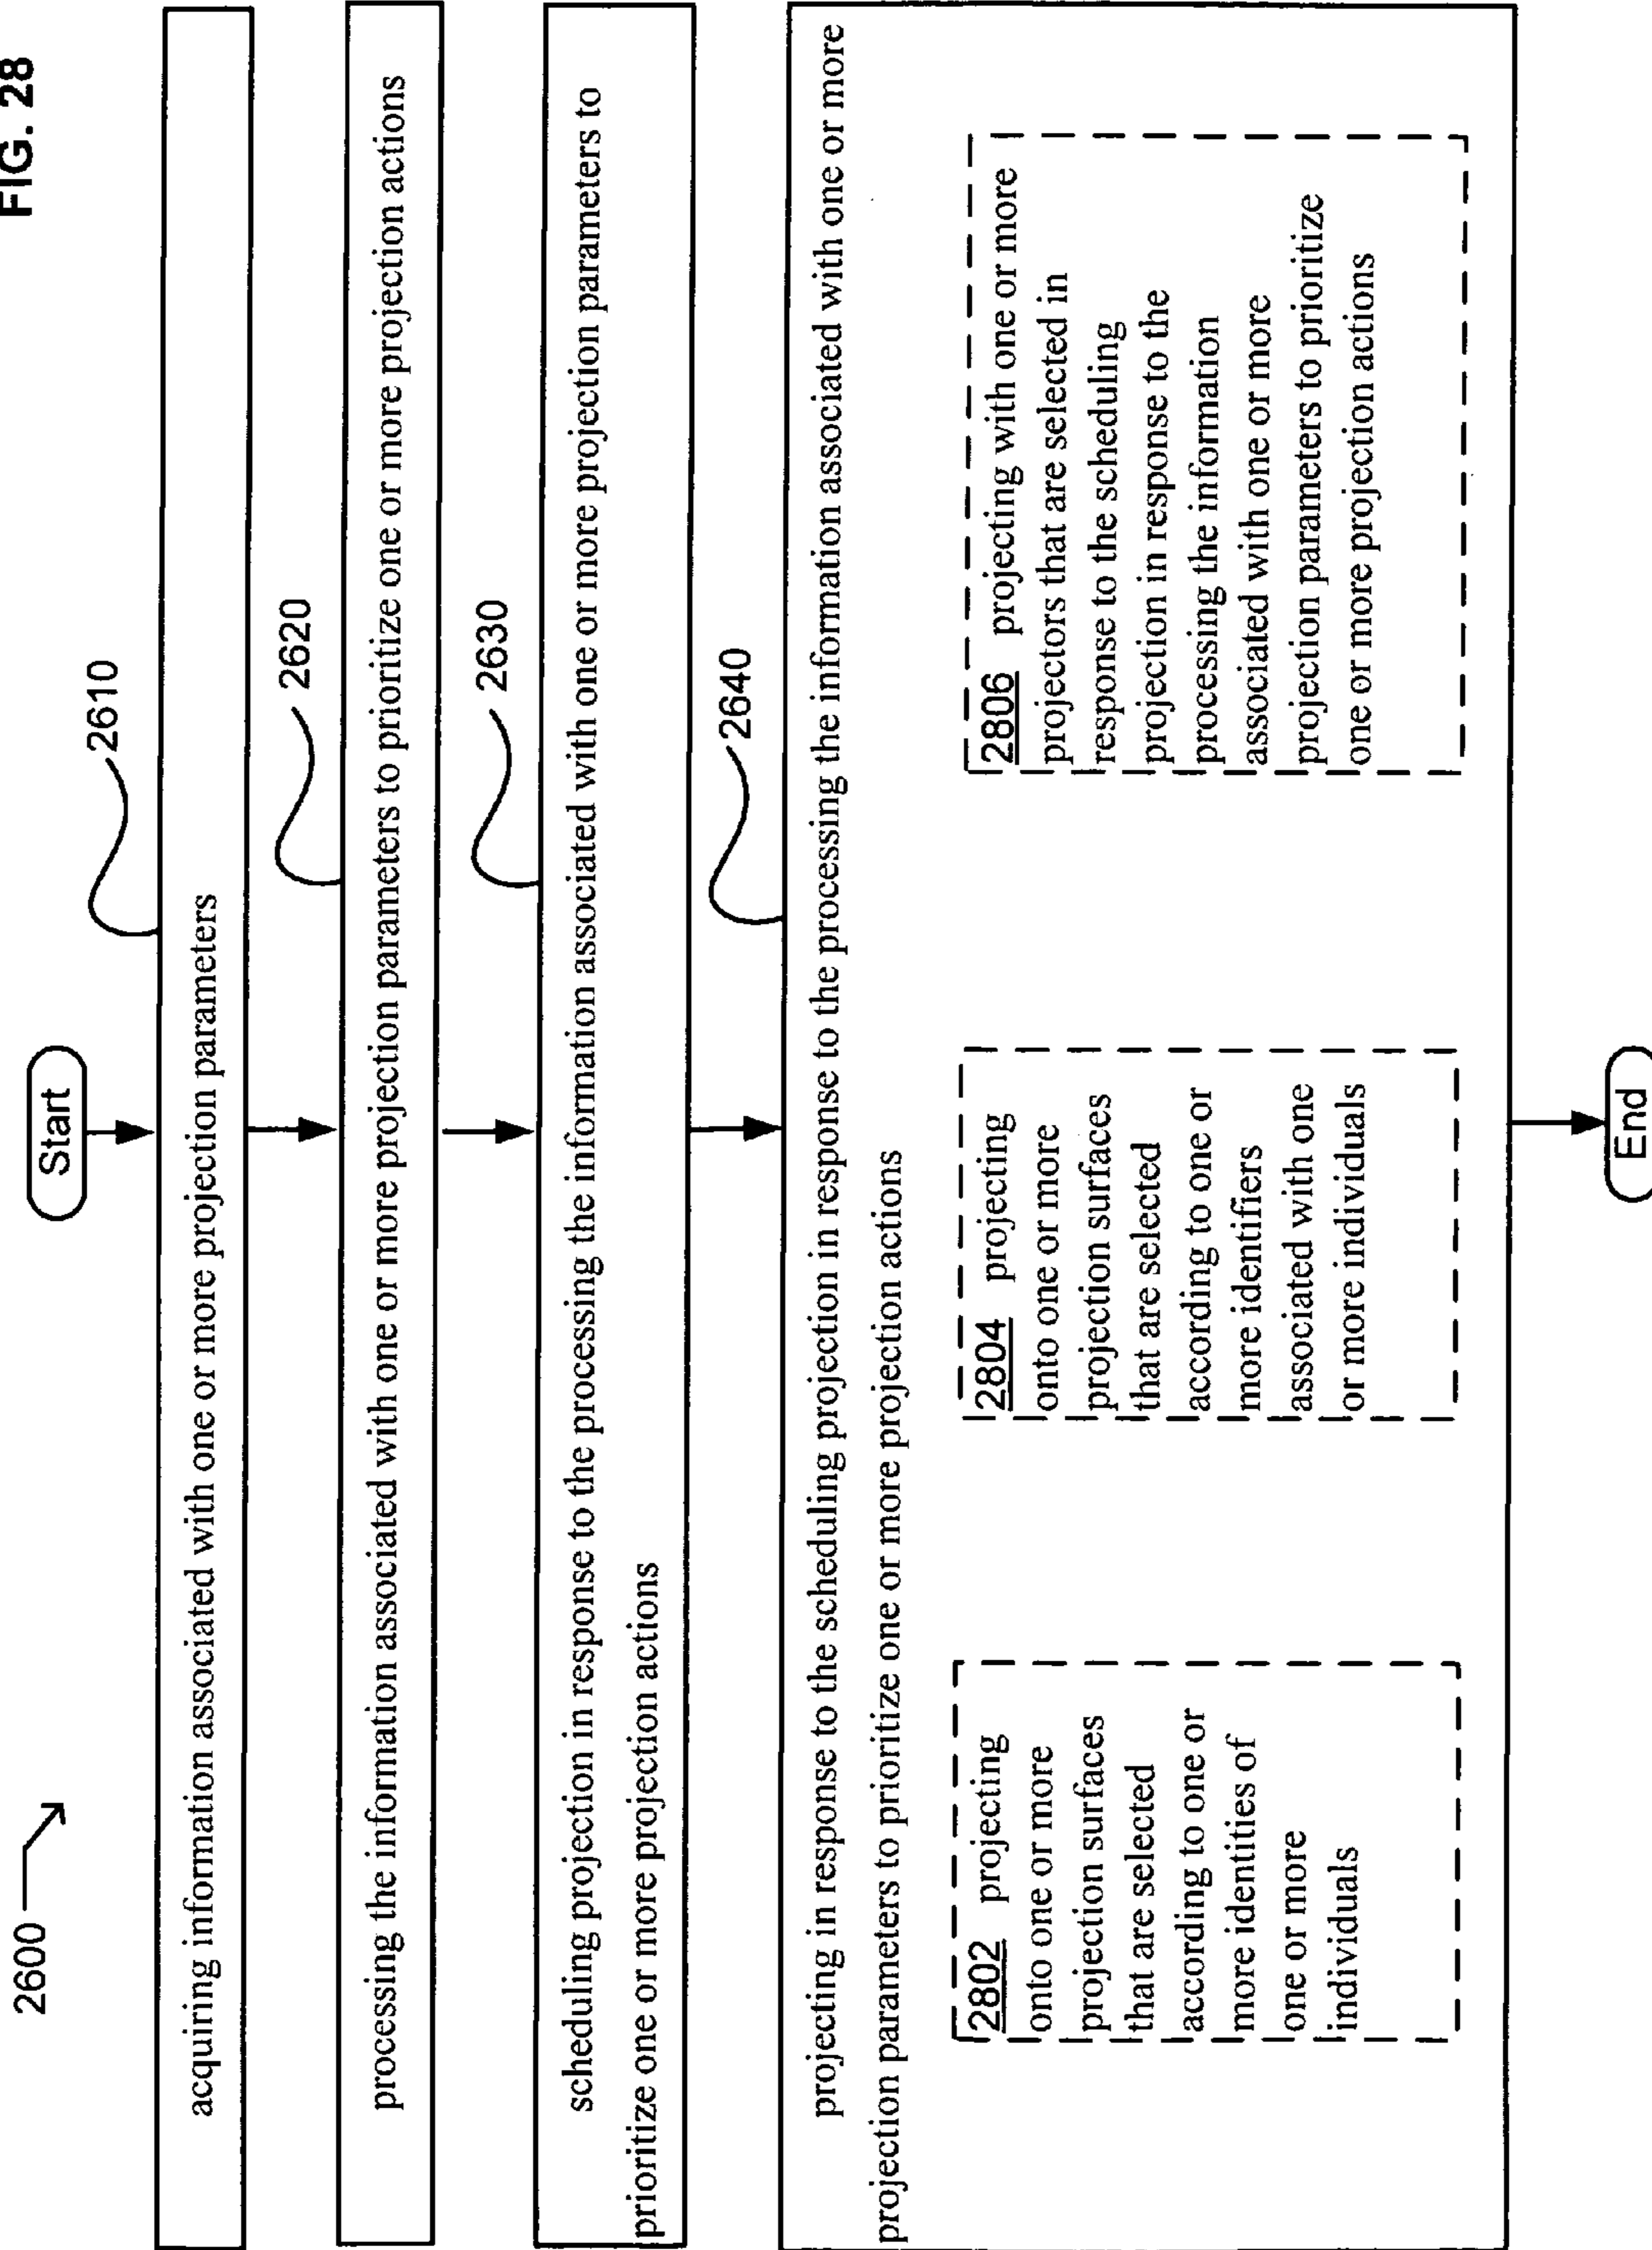 FIG. 28
2600
Start
2610
acquiring information associated with one or more projection parameters
2620
processing the information associated with one or more projection parameters to prioritize one or more projection actions
2630
scheduling projection in response to the processing the information associated with one or more projection parameters to
prioritize one or more projection actions
2640
projecting in response to the scheduling projection in response to the processing the information associated with one or more
projection parameters to prioritize one or more projection actions
2802 projecting
onto one or more
projection surfaces
that are selected
according to one or
more identities of
one or more
individuals
2804 projecting
onto one or more
projection surfaces
that are selected
according to one or
more identifiers
associated with one
or more individuals
2806 projecting with one or more
projectors that are selected in
response to the scheduling
projection in response to the
processing the information
associated with one or more
projection parameters to prioritize
one or more projection actions
End